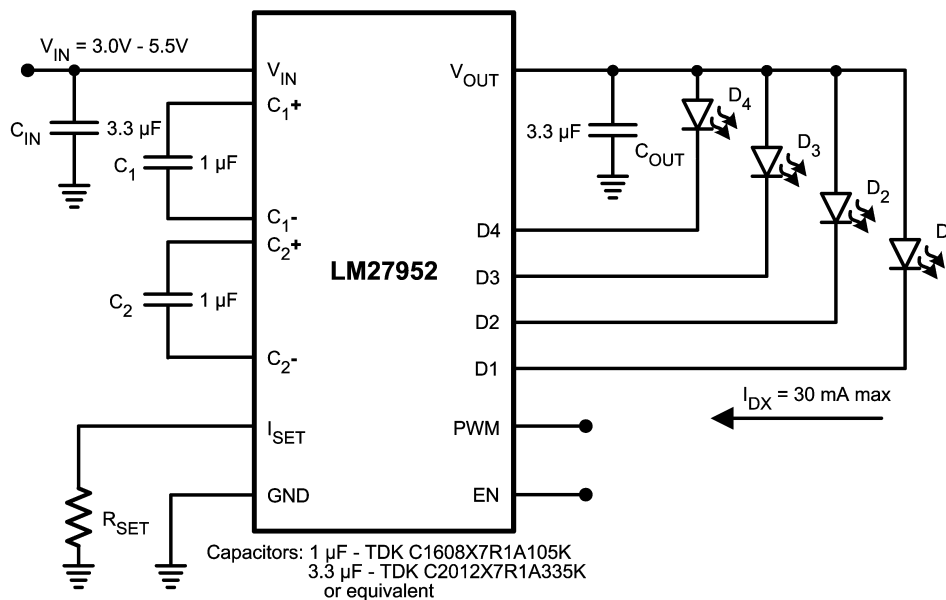 V_IN = 3.0V - 5.5V
V_IN
V_OUT
C_1+
C_IN
3.3 µF
C_1
1 µF
C_1-
C_2+
C_2
1 µF
C_2-
LM27952
3.3 µF
C_OUT
D_4
D_3
D_2
D
D4
D3
D2
D1
I_DX = 30 mA max
I_SET
PWM
GND
EN
R_SET
Capacitors: 1 µF - TDK C1608X7R1A105K
3.3 µF - TDK C2012X7R1A335K
or equivalent